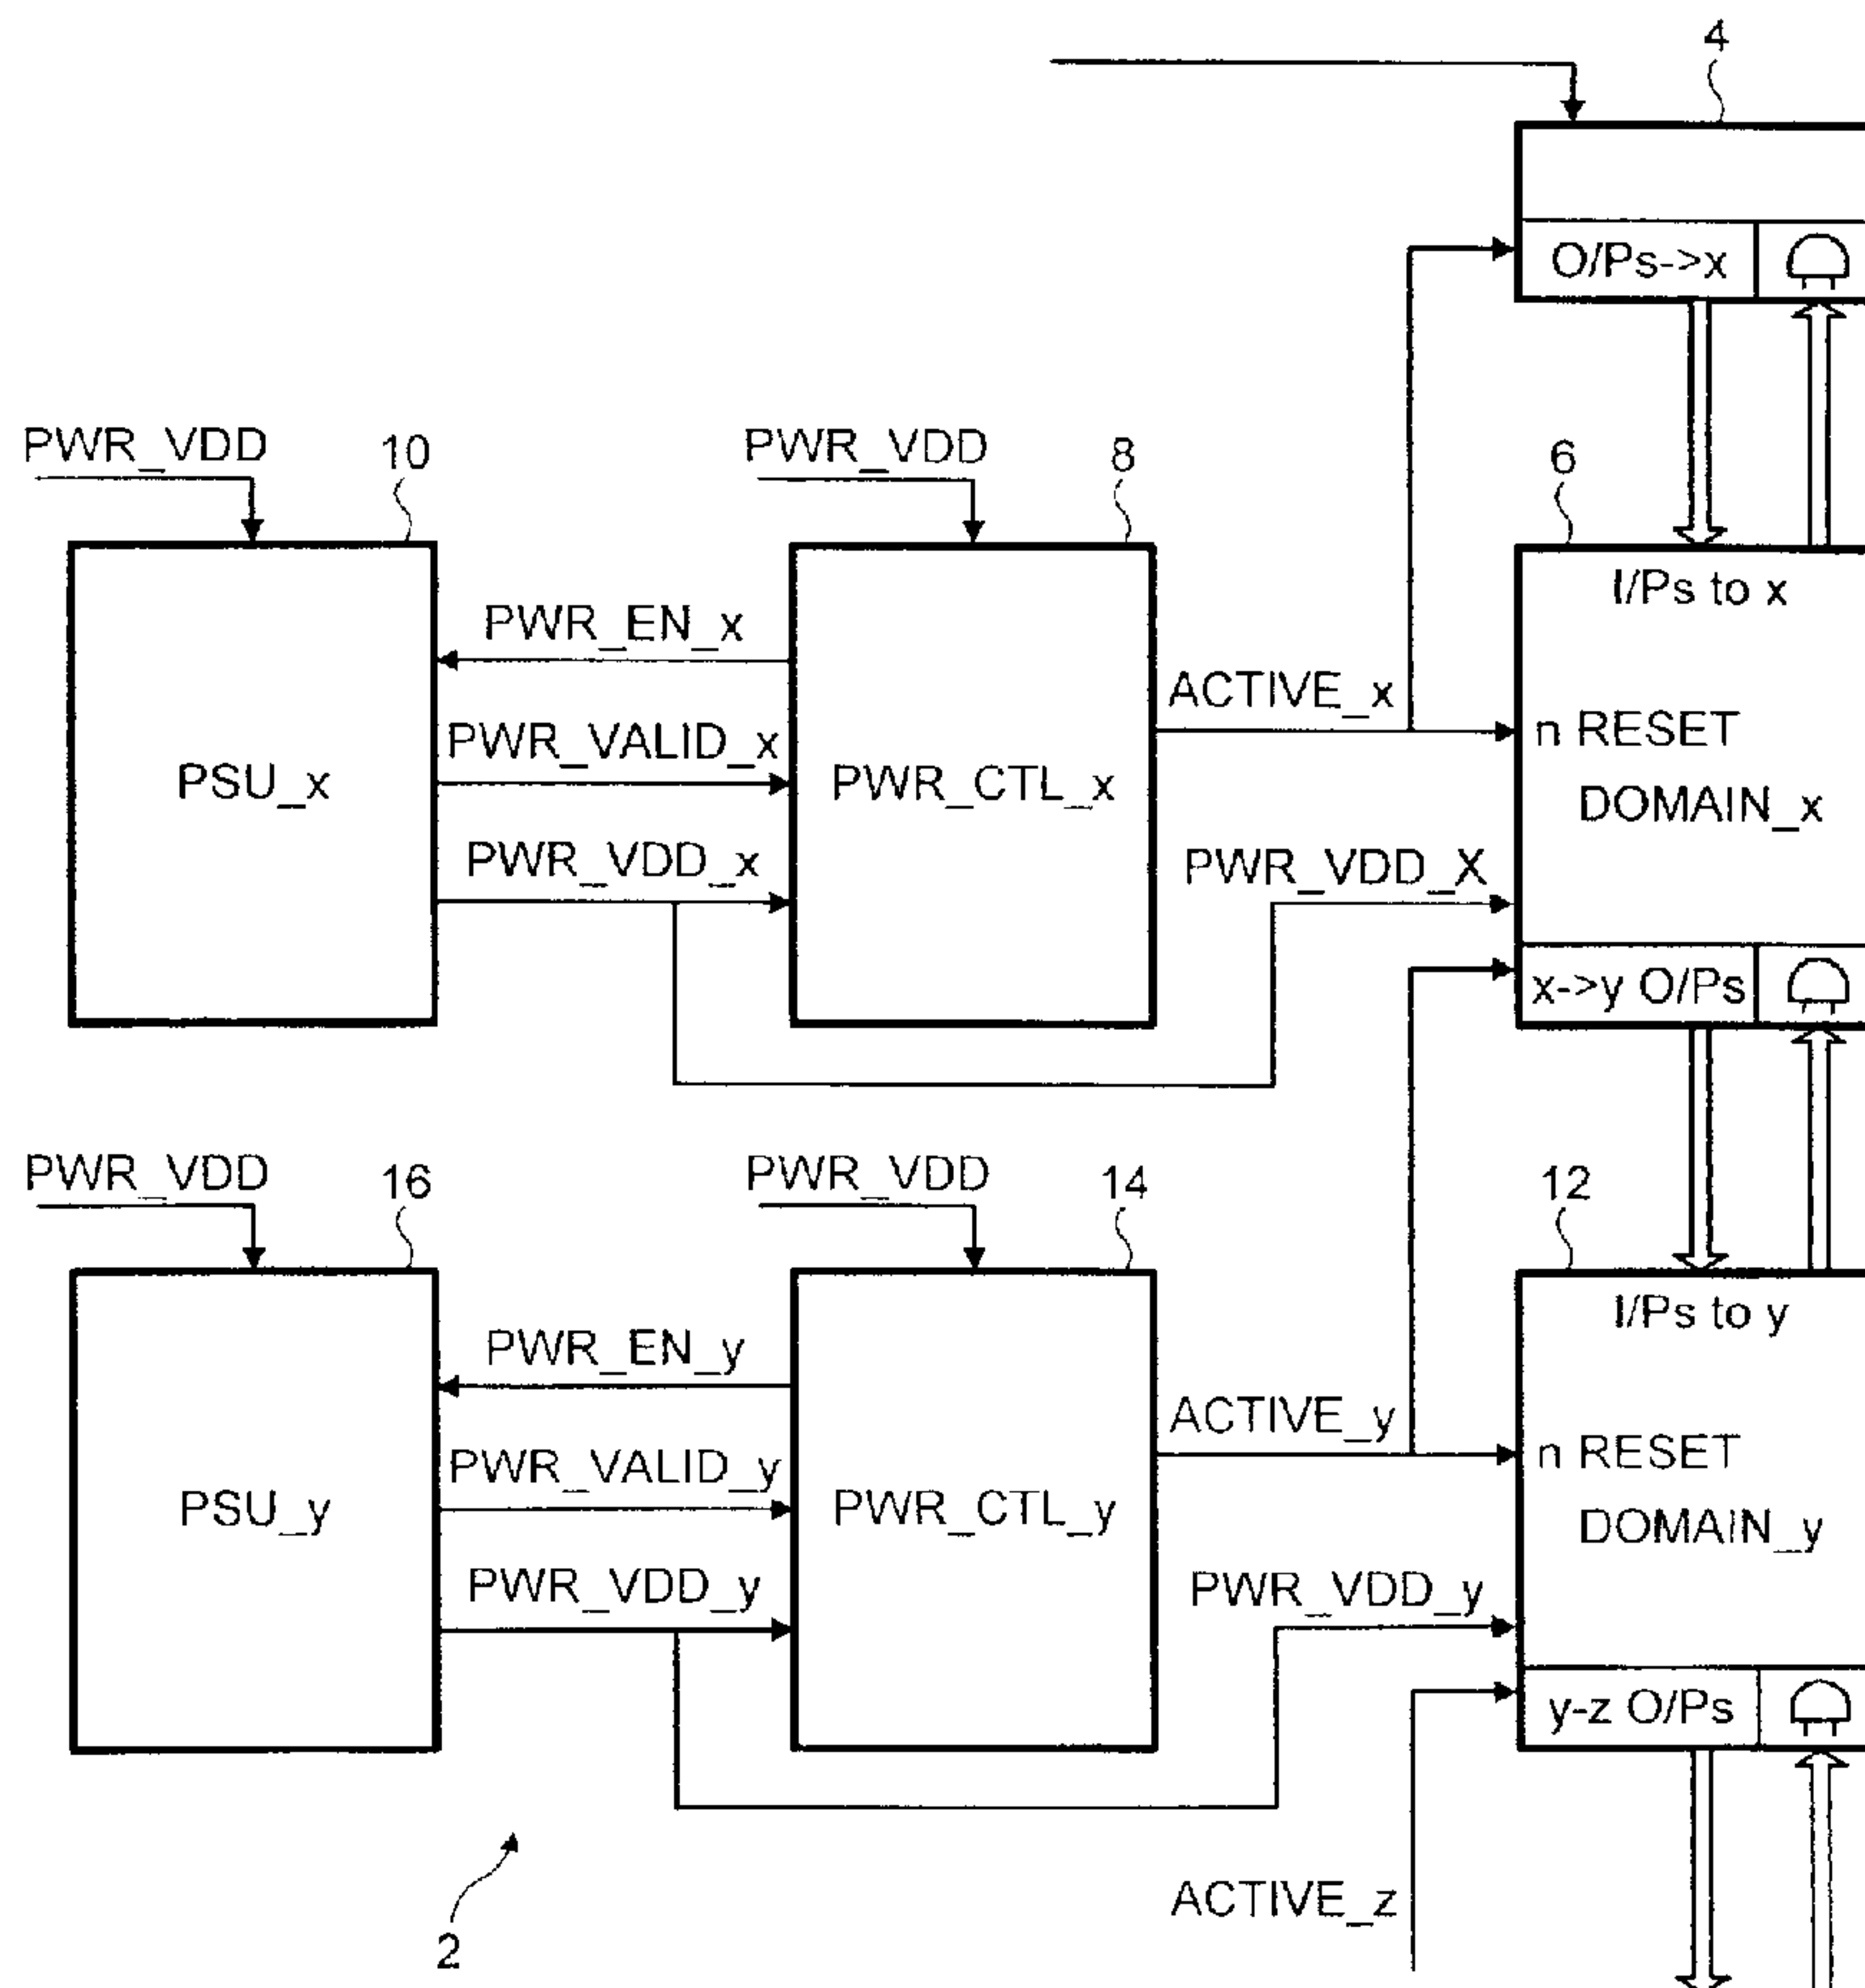 4
O/Ps->x
PWR_VDD
10
PWR_VDD
8
6
I/Ps to x
PWR_EN_x
ACTIVE_x
n RESET
PWR_VALID_x
PSU_x
PWR_CTL_x
DOMAIN_x
PWR_VDD_x
PWR_VDD_X
x->y O/Ps
PWR_VDD
16
PWR_VDD
14
12
I/Ps to y
PWR_EN_y
ACTIVE_y
n RESET
PWR_VALID_y
PSU_y
PWR_CTL_y
DOMAIN_y
PWR_VDD_y
PWR_VDD_y
y-z O/Ps
ACTIVE_z
2